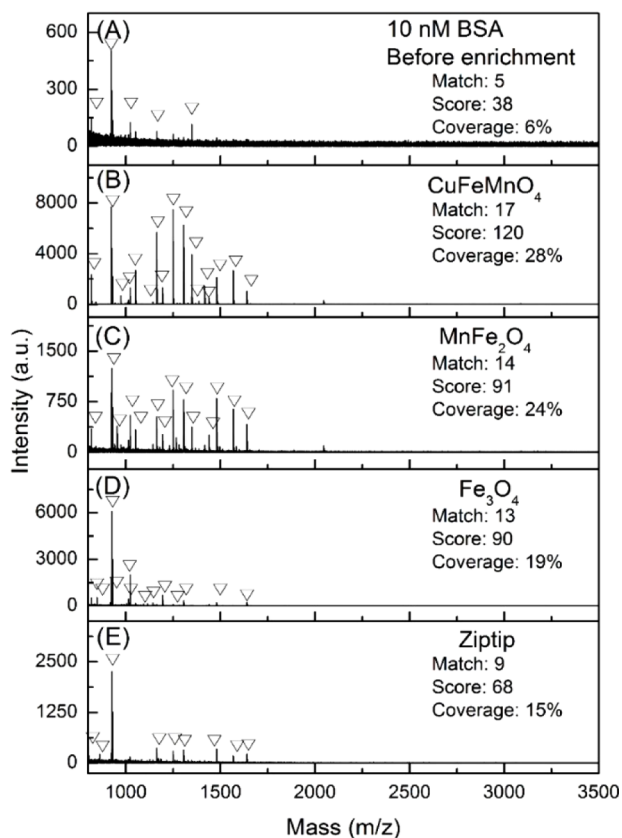 (A)
10 nM BSA
Before enrichment
Match: 5
Score: 38
Coverage: 6%
600
300
0
(B)
CuFeMnO₄
Match: 17
Score: 120
Coverage: 28%
8000
4000
0
(C)
MnFe₂O₄
Match: 14
Score: 91
Coverage: 24%
1500
750
0
(D)
Fe₃O₄
Match: 13
Score: 90
Coverage: 19%
6000
3000
0
(E)
Ziptip
Match: 9
Score: 68
Coverage: 15%
2500
1250
0
Intensity (a.u.)
1000 1500 2000 2500 3000 3500
Mass (m/z)